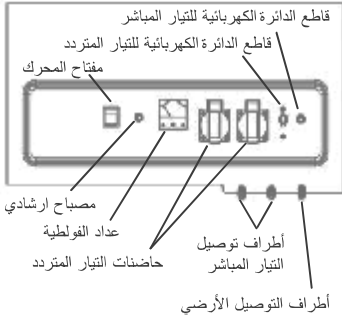 قاطع الدائرة الكهربائية للتيار المباشر
قاطع الدائرة الكهربائية للتيار المتردد
مفتاح المحرك
مصباح ارشادي
عداد الفولطية
حاضنات التيار المتردد
أطراف توصيل
التيار المباشر
أطراف التوصيل الأرضي